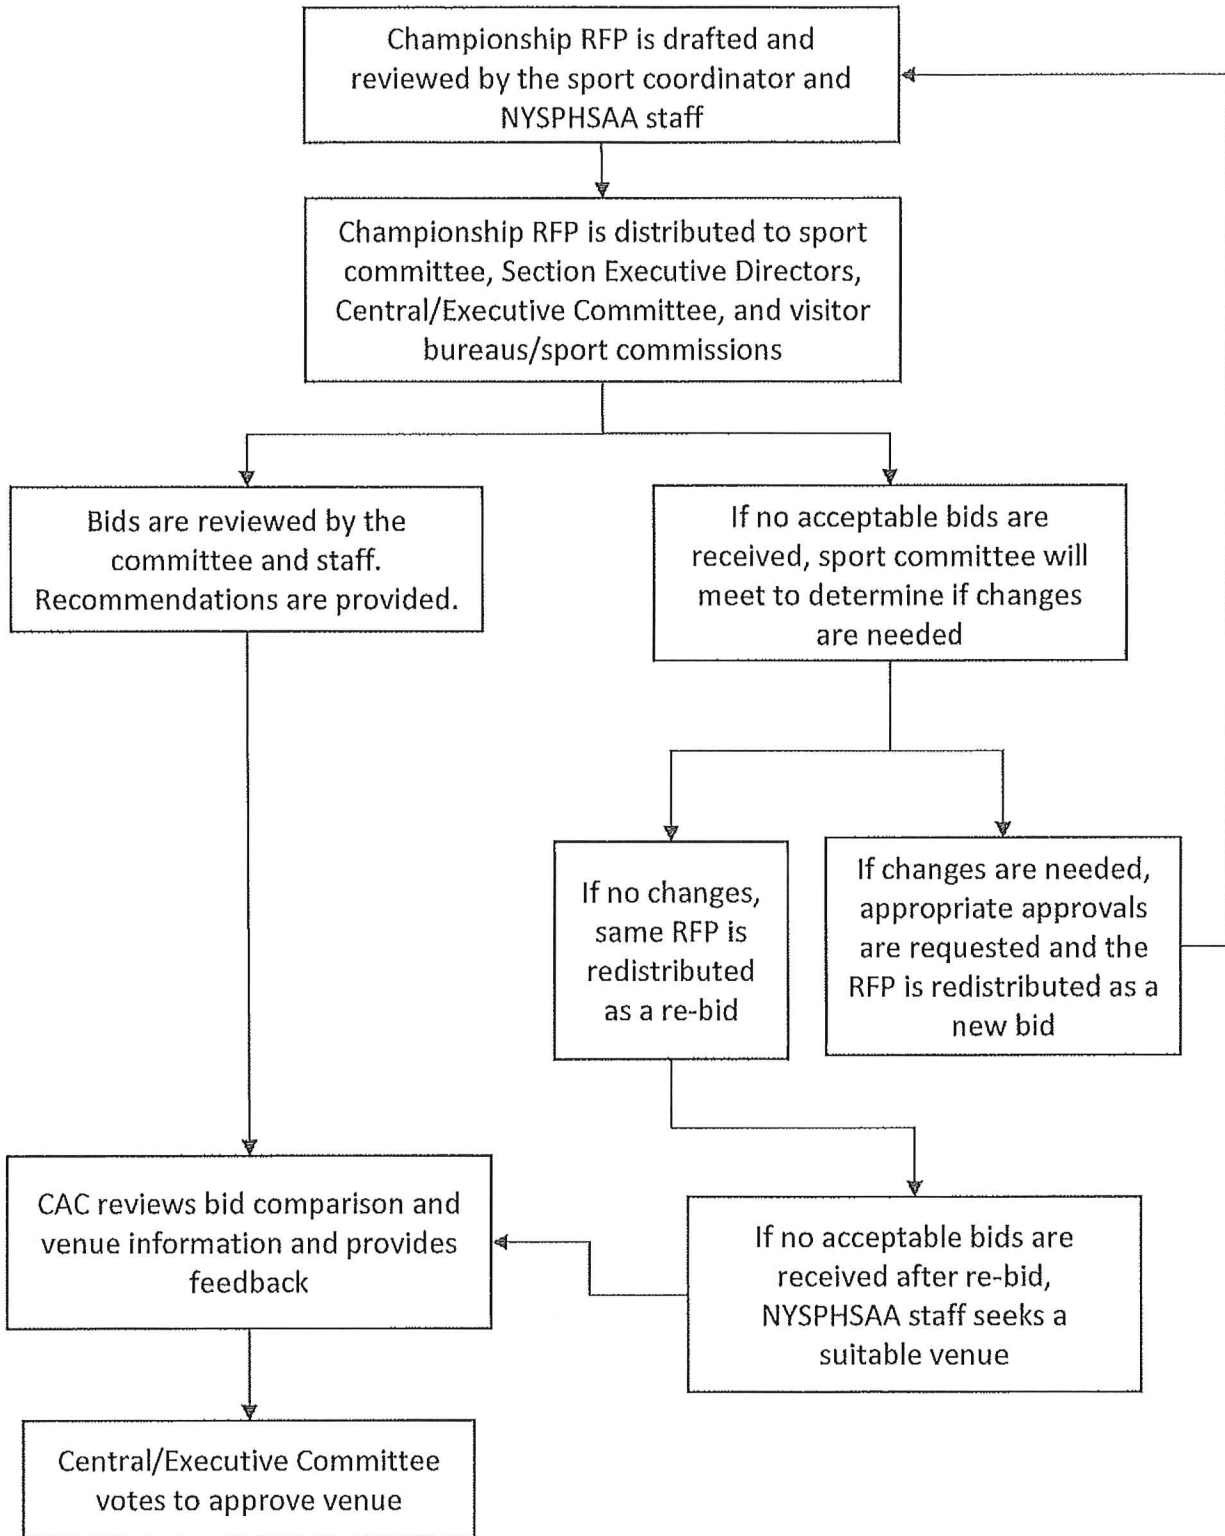 Championship RFP is drafted and
reviewed by the sport coordinator and
NYSPHSAA staff
Championship RFP is distributed to sport
committee, Section Executive Directors,
Central/Executive Committee, and visitor
bureaus/sport commissions
Bids are reviewed by the
committee and staff.
Recommendations are provided.
If no acceptable bids are
received, sport committee will
meet to determine if changes
are needed
If no changes,
same RFP is
redistributed
as a re-bid
If changes are needed,
appropriate approvals
are requested and the
RFP is redistributed as a
new bid
CAC reviews bid comparison and
venue information and provides
feedback
If no acceptable bids are
received after re-bid,
NYSPHSAA staff seeks a
suitable venue
Central/Executive Committee
votes to approve venue